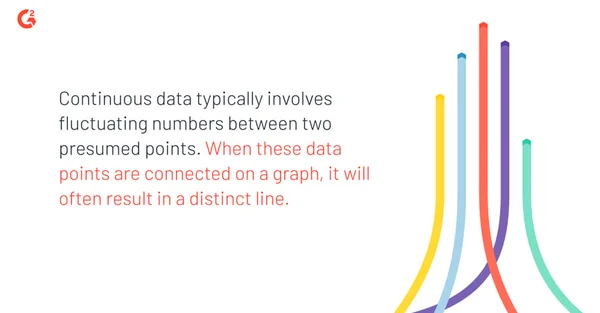 G2
Continuous data typically involves
fluctuating numbers between two
presumed points. When these data
points are connected on a graph, it will
often result in a distinct line.